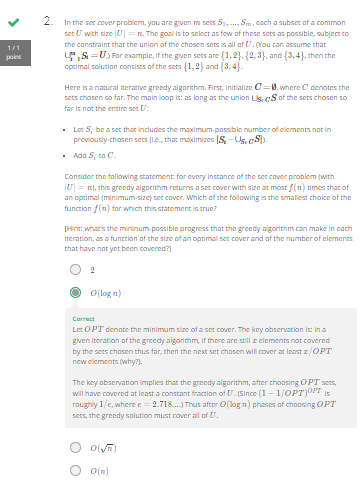 2. In the set cover problem, you are given m sets S₁, ..., Sₘ, each a subset of a common
set U with size |U| = n. The goal is to select as few of these sets as possible, subject to
1/1
point
the constraint that the union of the chosen sets is all of U. (You can assume that
∪ᵐᵢ₌₁Sᵢ = U.) For example, if the given sets are {1, 2}, {2, 3}, and {3, 4}, then the
optimal solution consists of the sets {1, 2} and {3, 4}.
Here is a natural iterative greedy algorithm. First, initialize C = ∅, where C denotes the
sets chosen so far. The main loop is: as long as the union ∪_{Sᵢ∈C}S of the sets chosen so
far is not the entire set U:
• Let Sᵢ be a set that includes the maximum-possible number of elements not in
previously-chosen sets (i.e., that maximizes |Sᵢ − ∪_{Sᵢ∈C}S|).
• Add Sᵢ to C.
Consider the following statement: for every instance of the set cover problem (with
|U| = n), this greedy algorithm returns a set cover with size at most f(n) times that of
an optimal (minimum-size) set cover. Which of the following is the smallest choice of the
function f(n) for which this statement is true?
[Hint: what's the mininum-possible progress that the greedy algorithm can make in each
iteration, as a function of the size of an optimal set cover and of the number of elements
that have not yet been covered?]
2
O(log n)
Correct
Let OPT denote the minimum size of a set cover. The key observation is: in a
given iteration of the greedy algorithm, if there are still x elements not covered
by the sets chosen thus far, then the next set chosen will cover at least x/OPT
new elements (why?).
The key observation implies that the greedy algorithm, after choosing OPT sets,
will have covered at least a constant fraction of U. (Since (1 − 1/OPT)^OPT is
roughly 1/e, where e = 2.718....) Thus after O(log n) phases of choosing OPT
sets, the greedy solution must cover all of U.
O(√n)
O(n)